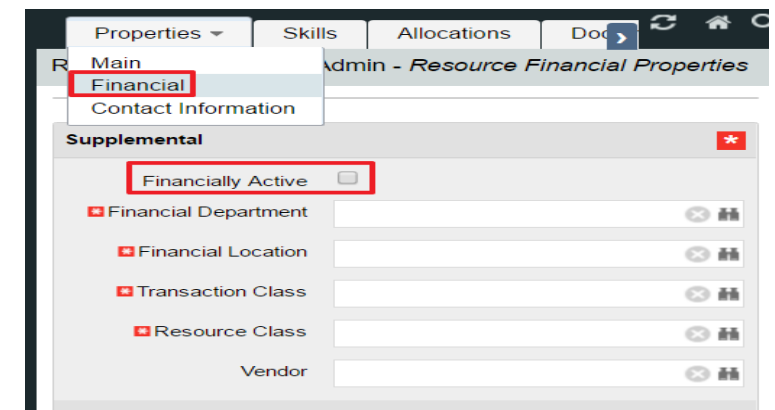 Properties Skills Allocations Doc
Main
R Admin - Resource Financial Properties
Financial
Contact Information
Supplemental
Financially Active
Financial Department
Financial Location
Transaction Class
Resource Class
Vendor